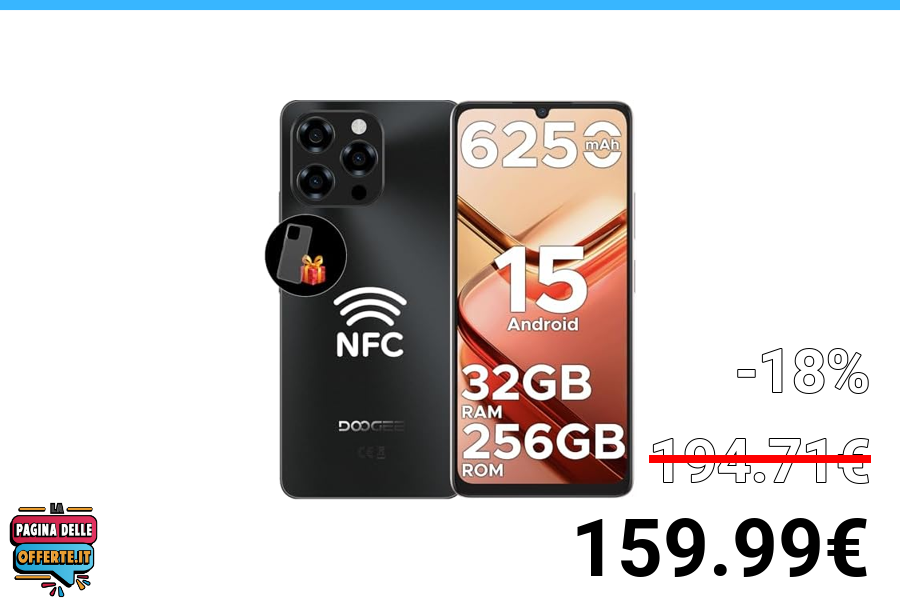 6250
mAh
15
Android
NFC
32GB
RAM
DOOGEE
256GB
ROM
-18%
194.71€
159.99€
LA
PAGINA DELLE
OFFERTE.IT